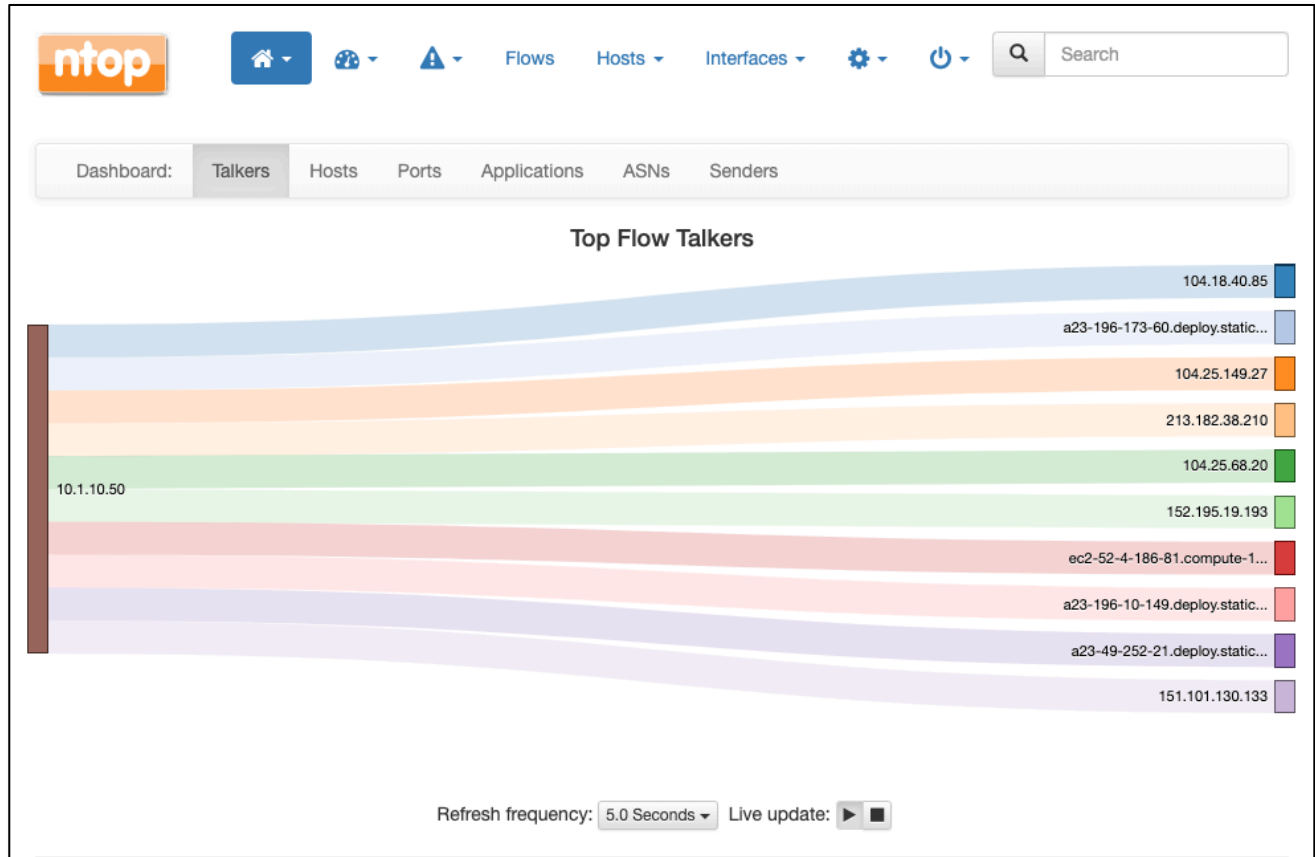 ntop
Flows Hosts Interfaces Search
Dashboard: Talkers Hosts Ports Applications ASNs Senders
Top Flow Talkers
104.18.40.85
a23-196-173-60.deploy.static...
104.25.149.27
213.182.38.210
104.25.68.20
10.1.10.50
152.195.19.193
ec2-52-4-186-81.compute-1...
a23-196-10-149.deploy.static...
a23-49-252-21.deploy.static...
151.101.130.133
Refresh frequency: 5.0 Seconds Live update: